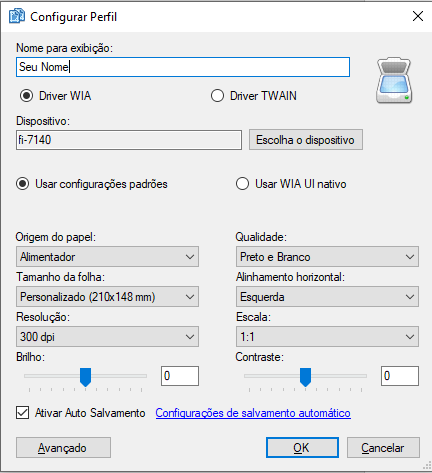 Configurar Perfil
Nome para exibição:
Seu Nome
Driver WIA
Driver TWAIN
Dispositivo:
fi-7140
Escolha o dispositivo
Usar configurações padrões
Usar WIA UI nativo
Origem do papel:
Qualidade:
Alimentador
Preto e Branco
Tamanho da folha:
Alinhamento horizontal:
Personalizado (210x148 mm)
Esquerda
Resolução:
Escala:
300 dpi
1:1
Brilho:
Contraste:
0
0
Ativar Auto Salvamento
Configurações de salvamento automático
Avançado
OK
Cancelar